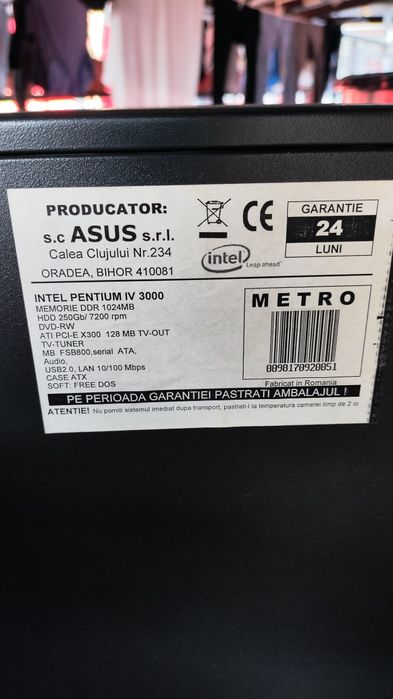 PRODUCATOR:
s.c ASUS s.r.l.
Calea Clujului Nr.234
ORADEA, BIHOR 410081
CE
intel
Leap ahead
GARANTIE
24
LUNI
INTEL PENTIUM IV 3000
MEMORIE DDR 1024MB
HDD 250Gb/ 7200 rpm
DVD-RW
ATI PCI-E X300 128 MB TV-OUT
TV-TUNER
MB FSB800,serial ATA,
Audio,
USB2.0, LAN 10/100 Mbps
CASE ATX
SOFT: FREE DOS
METRO
0098170920051
Fabricat in Romania
PE PERIOADA GARANTIEI PASTRATI AMBALAJUL !
ATENTIE! Nu porniti sistemul imediat dupa transport, pastrati-l la temperatura camerei timp de 2 or